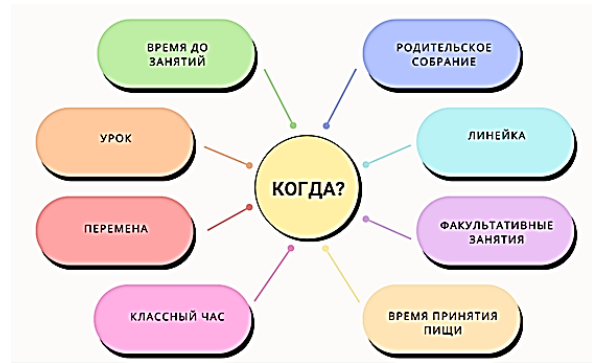 ВРЕМЯ ДО
ЗАНЯТИЙ
РОДИТЕЛЬСКОЕ
СОБРАНИЕ
УРОК
ЛИНЕЙКА
КОГДА?
ПЕРЕМЕНА
ФАКУЛЬТАТИВНЫЕ
ЗАНЯТИЯ
КЛАССНЫЙ ЧАС
ВРЕМЯ ПРИНЯТИЯ
ПИЩИ